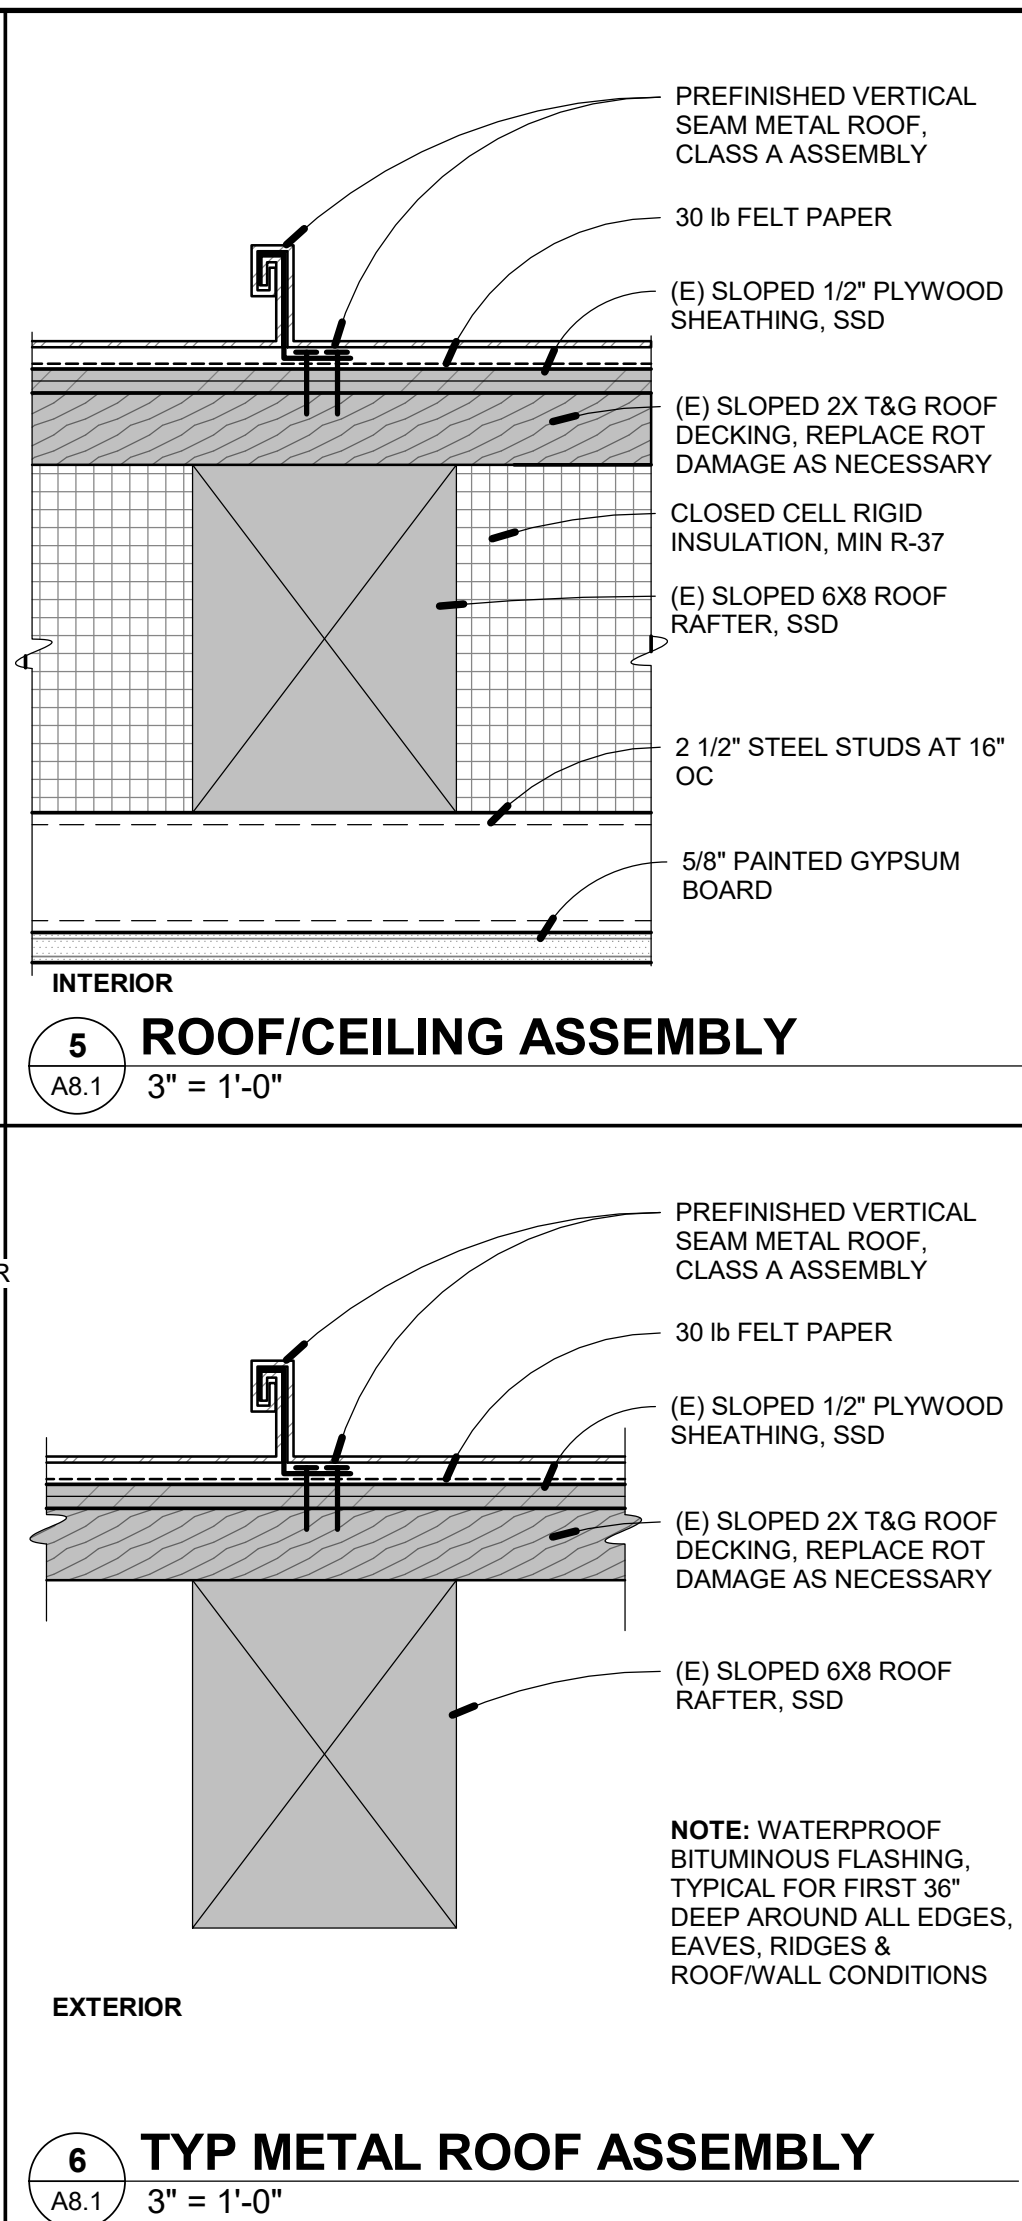 PREFINISHED VERTICAL
SEAM METAL ROOF,
CLASS A ASSEMBLY
30 lb FELT PAPER
(E) SLOPED 1/2" PLYWOOD
SHEATHING, SSD
(E) SLOPED 2X T&G ROOF
DECKING, REPLACE ROT
DAMAGE AS NECESSARY
CLOSED CELL RIGID
INSULATION, MIN R-37
(E) SLOPED 6X8 ROOF
RAFTER, SSD
2 1/2" STEEL STUDS AT 16"
OC
5/8" PAINTED GYPSUM
BOARD
INTERIOR
5
A8.1
ROOF/CEILING ASSEMBLY
3" = 1'-0"
R
PREFINISHED VERTICAL
SEAM METAL ROOF,
CLASS A ASSEMBLY
30 lb FELT PAPER
(E) SLOPED 1/2" PLYWOOD
SHEATHING, SSD
(E) SLOPED 2X T&G ROOF
DECKING, REPLACE ROT
DAMAGE AS NECESSARY
(E) SLOPED 6X8 ROOF
RAFTER, SSD
NOTE: WATERPROOF
BITUMINOUS FLASHING,
TYPICAL FOR FIRST 36"
DEEP AROUND ALL EDGES,
EAVES, RIDGES &
ROOF/WALL CONDITIONS
EXTERIOR
6
A8.1
TYP METAL ROOF ASSEMBLY
3" = 1'-0"